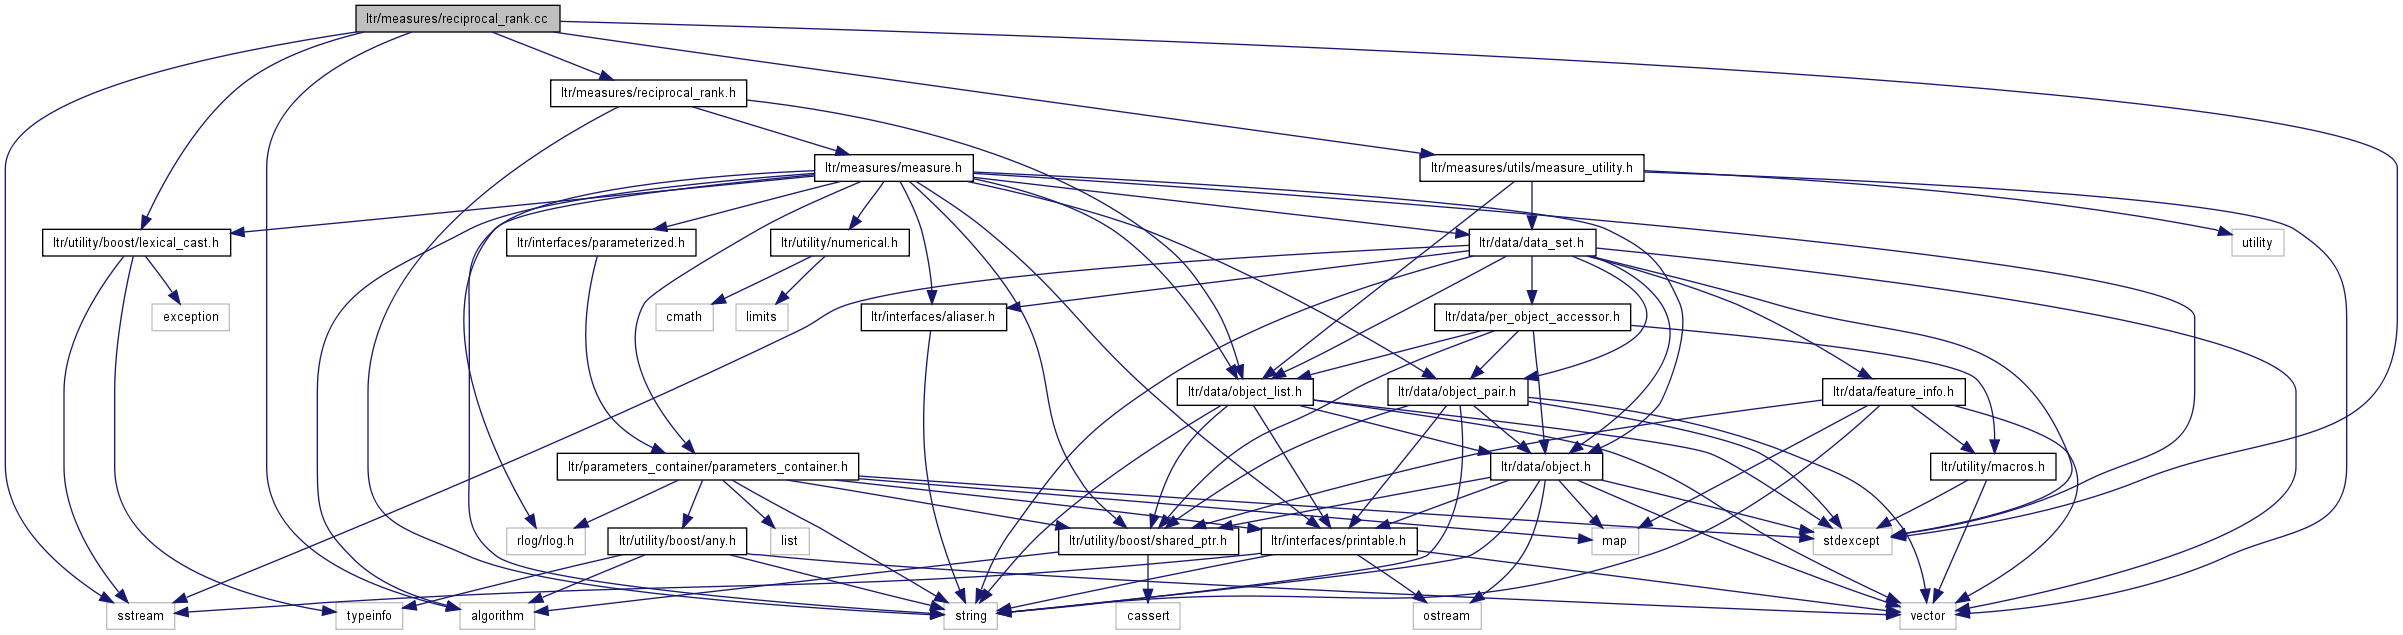 ltr/measures/reciprocal_rank.cc
ltr/measures/reciprocal_rank.h
ltr/measures/measure.h
ltr/measures/utils/measure_utility.h
ltr/utility/boost/lexical_cast.h
ltr/interfaces/parameterized.h
ltr/utility/numerical.h
ltr/data/data_set.h
utility
exception
cmath
limits
ltr/interfaces/aliaser.h
ltr/data/per_object_accessor.h
ltr/data/object_list.h
ltr/data/object_pair.h
ltr/data/feature_info.h
ltr/parameters_container/parameters_container.h
ltr/data/object.h
ltr/utility/macros.h
rlog/rlog.h
ltr/utility/boost/any.h
list
ltr/utility/boost/shared_ptr.h
ltr/interfaces/printable.h
map
stdexcept
sstream
typeinfo
algorithm
string
cassert
ostream
vector